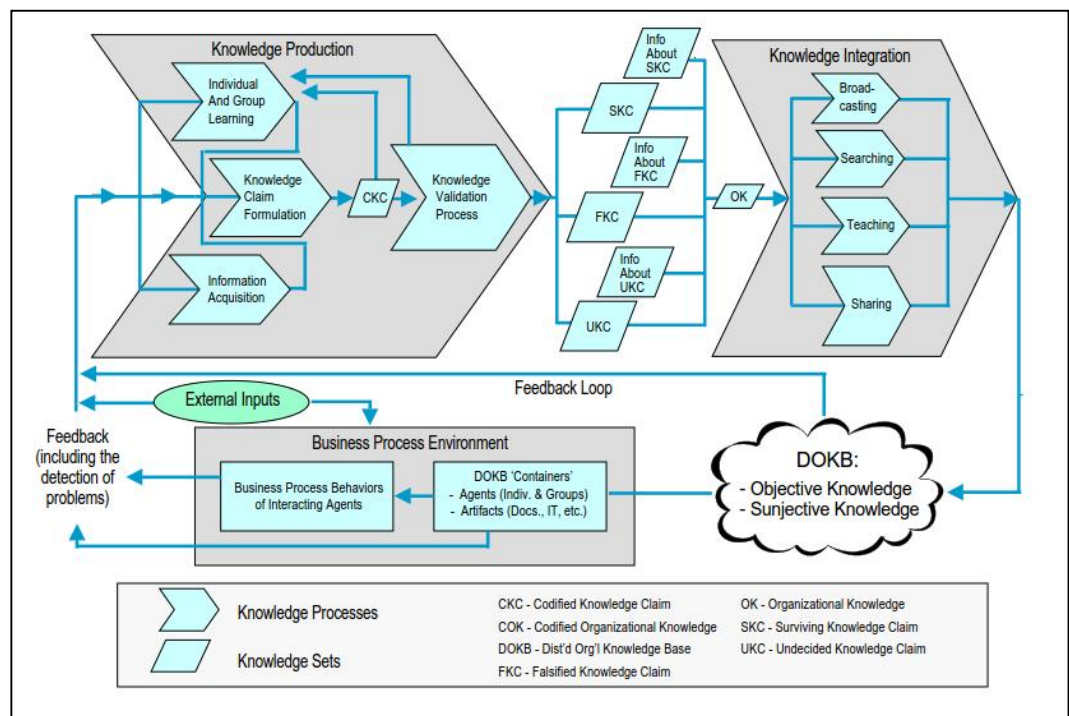 Knowledge Production
Individual
And Group
Learning
Knowledge
Claim
Formulation
Information
Acquisition
CKC
Knowledge
Validation
Process
Info
About
SKC
SKC
Info
About
FKC
FKC
Info
About
UKC
UKC
OK
Knowledge Integration
Broad-
casting
Searching
Teaching
Sharing
Feedback Loop
External Inputs
Feedback
(including the
detection of
problems)
Business Process Environment
Business Process Behaviors
of Interacting Agents
DOKB 'Containers'
- Agents (Indiv. & Groups)
- Artifacts (Docs., IT, etc.)
DOKB:
- Objective Knowledge
- Sunjective Knowledge
Knowledge Processes
Knowledge Sets
CKC - Codified Knowledge Claim
COK - Codified Organizational Knowledge
DOKB - Dist'd Org'l Knowledge Base
FKC - Falsified Knowledge Claim
OK - Organizational Knowledge
SKC - Surviving Knowledge Claim
UKC - Undecided Knowledge Claim